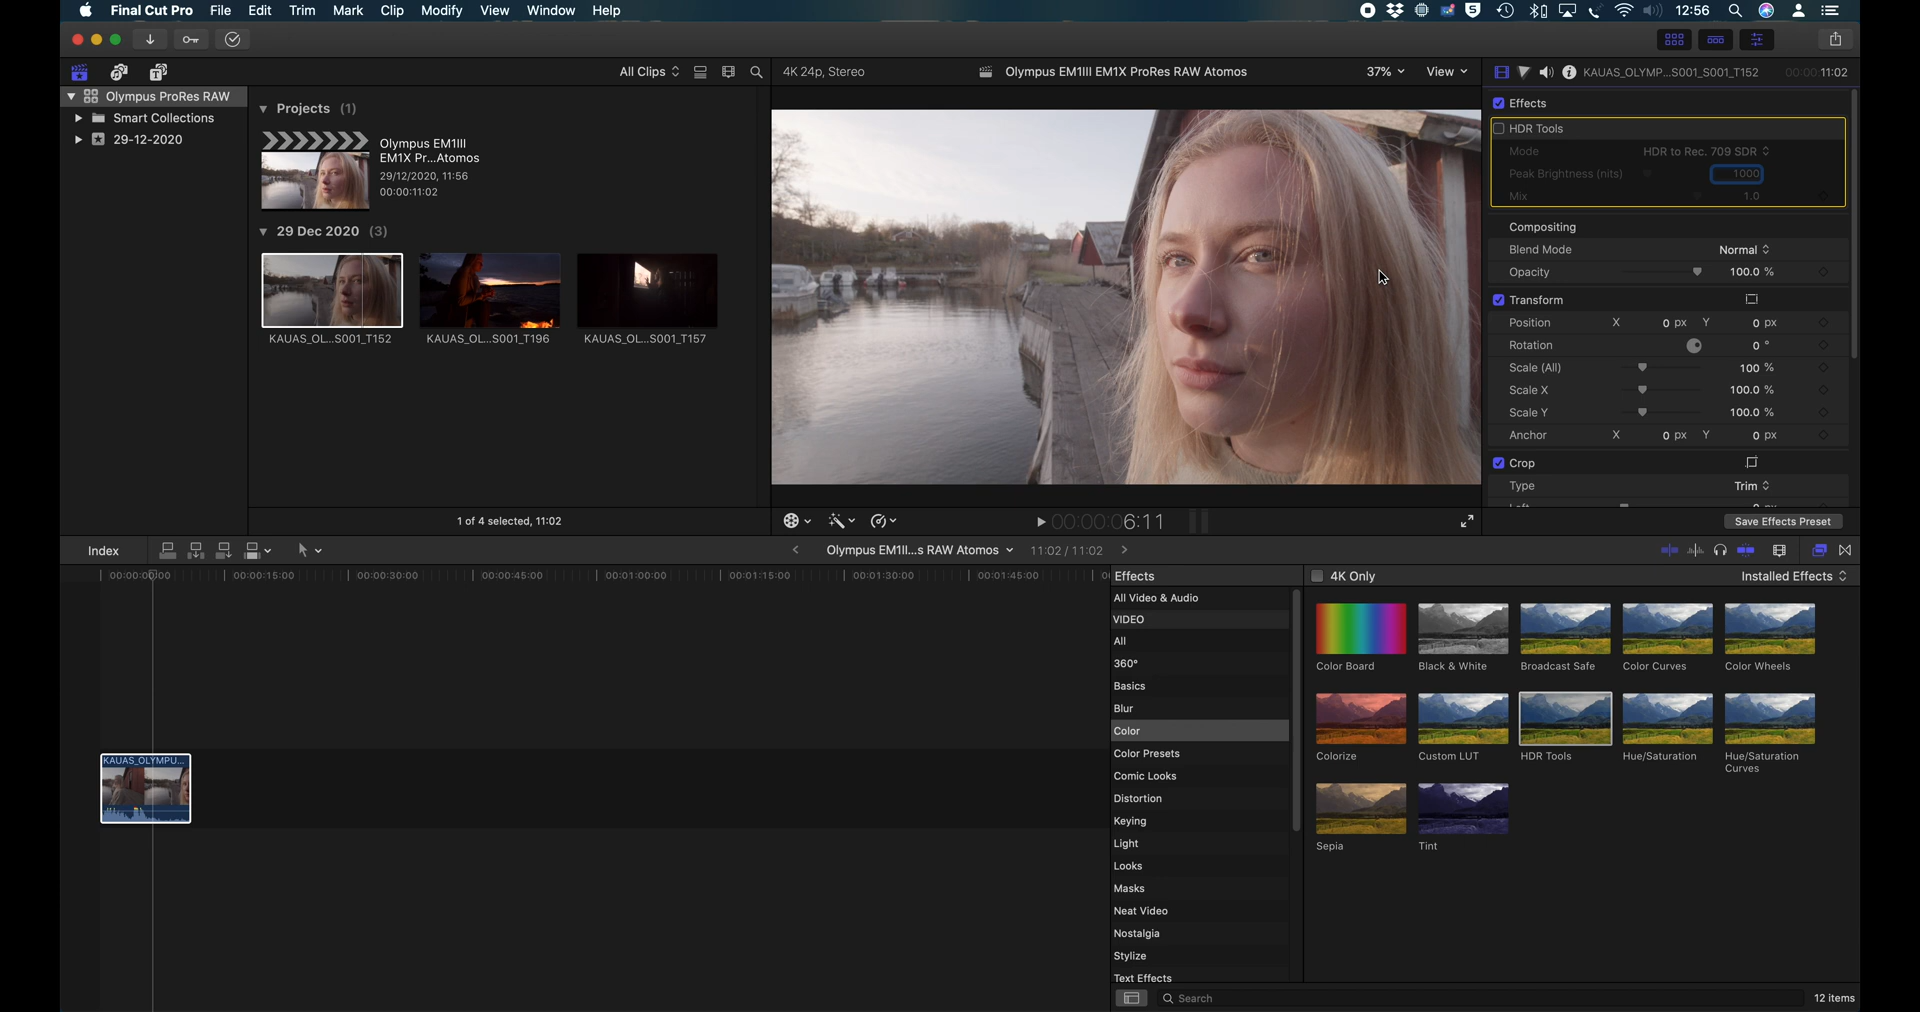 Final Cut Pro File Edit Trim Mark Clip Modify View Window Help 12:56
All Clips 4K 24p, Stereo Olympus EM1III EM1X ProRes RAW Atomos 37% View KAUAS_OLYMP...S001_S001_T152 00:00:11:02
Olympus ProRes RAW
Smart Collections
29-12-2020
Projects (1)
Olympus EM1III
EM1X Pr...Atomos
29/12/2020, 11:56
00:00:11:02
29 Dec 2020 (3)
KAUAS_OL...S001_T152 KAUAS_OL...S001_T196 KAUAS_OL...S001_T157
1 of 4 selected, 11:02
00:00:06:11
Effects
HDR Tools
Mode HDR to Rec. 709 SDR
Peak Brightness (nits) 1000
Mix 1.0
Compositing
Blend Mode Normal
Opacity 100.0 %
Transform
Position X 0 px Y 0 px
Rotation 0 °
Scale (All) 100 %
Scale X 100.0 %
Scale Y 100.0 %
Anchor X 0 px Y 0 px
Crop
Type Trim
Left 0 px
Save Effects Preset
Index Olympus EM1II...s RAW Atomos 11:02 / 11:02
00:00:00:00 00:00:15:00 00:00:30:00 00:00:45:00 00:01:00:00 00:01:15:00 00:01:30:00 00:01:45:00
KAUAS_OLYMPU...
Effects
All Video & Audio
VIDEO
All
360°
Basics
Blur
Color
Color Presets
Comic Looks
Distortion
Keying
Light
Looks
Masks
Neat Video
Nostalgia
Stylize
Text Effects
4K Only Installed Effects
Color Board Black & White Broadcast Safe Color Curves Color Wheels
Colorize Custom LUT HDR Tools Hue/Saturation Hue/Saturation
Curves
Sepia Tint
Search 12 items